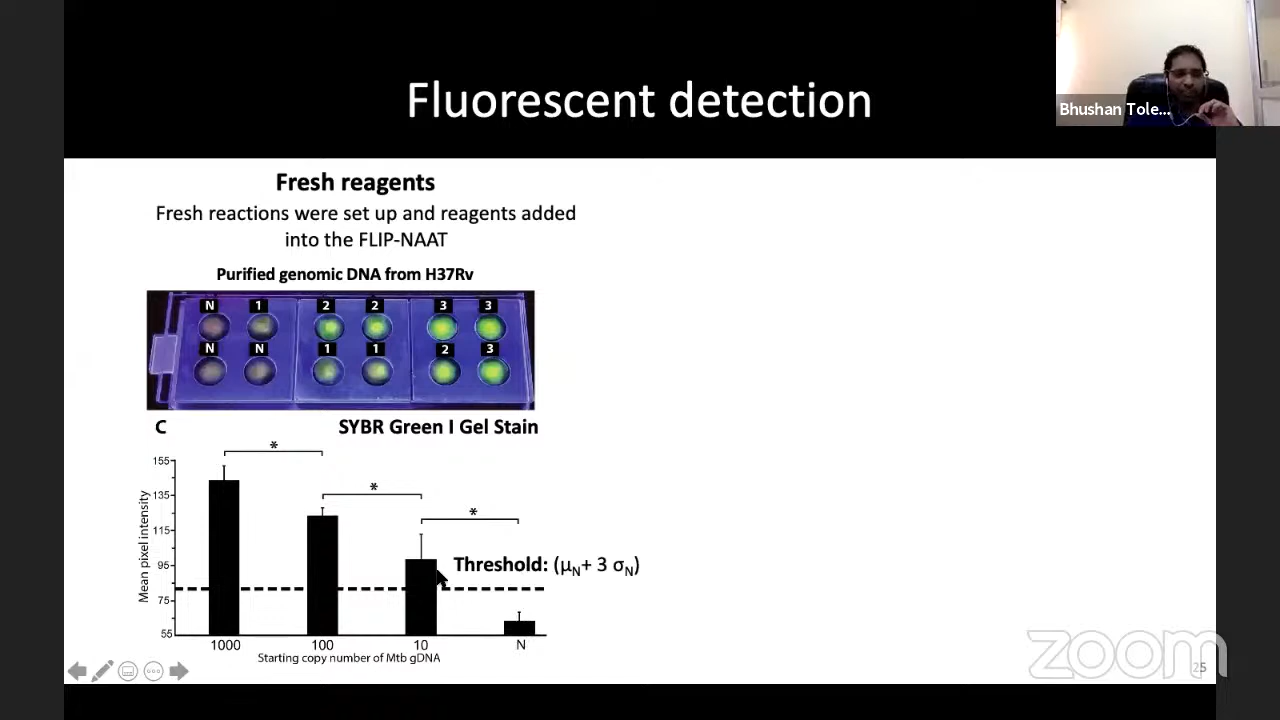 Fluorescent detection
Bhushan Tole...
Fresh reagents
Fresh reactions were set up and reagents added
into the FLIP-NAAT
Purified genomic DNA from H37Rv
N 1 2 2 3 3
N N 1 1 2 3
C SYBR Green I Gel Stain
Mean pixel intensity
155
135
115
95
75
55
* * *
Threshold: (μN+ 3 σN)
1000 100 10 N
Starting copy number of Mtb gDNA
zoom
25